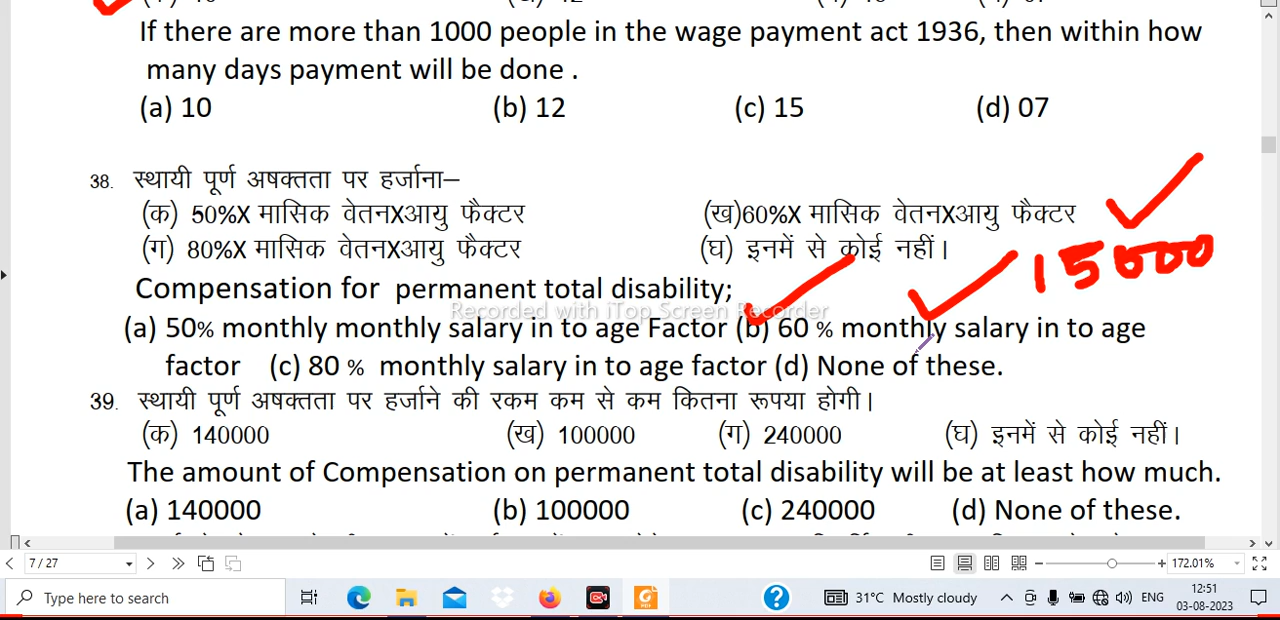 If there are more than 1000 people in the wage payment act 1936, then within how
many days payment will be done .
(a) 10 (b) 12 (c) 15 (d) 07
38. स्थायी पूर्ण अषक्तता पर हर्जाना–
(क) 50%X मासिक वेतनXआयु फैक्टर (ख)60%X मासिक वेतनXआयु फैक्टर
(ग) 80%X मासिक वेतनXआयु फैक्टर (घ) इनमें से कोई नहीं।
15000
Compensation for permanent total disability;
Recorded with iTop Screen Recorder
(a) 50% monthly monthly salary in to age Factor (b) 60 % monthly salary in to age
factor (c) 80 % monthly salary in to age factor (d) None of these.
39. स्थायी पूर्ण अषक्तता पर हर्जाने की रकम कम से कम कितना रूपया होगी।
(क) 140000 (ख) 100000 (ग) 240000 (घ) इनमें से कोई नहीं।
The amount of Compensation on permanent total disability will be at least how much.
(a) 140000 (b) 100000 (c) 240000 (d) None of these.
7 / 27 172.01%
Type here to search 31°C Mostly cloudy ENG 12:51
03-08-2023